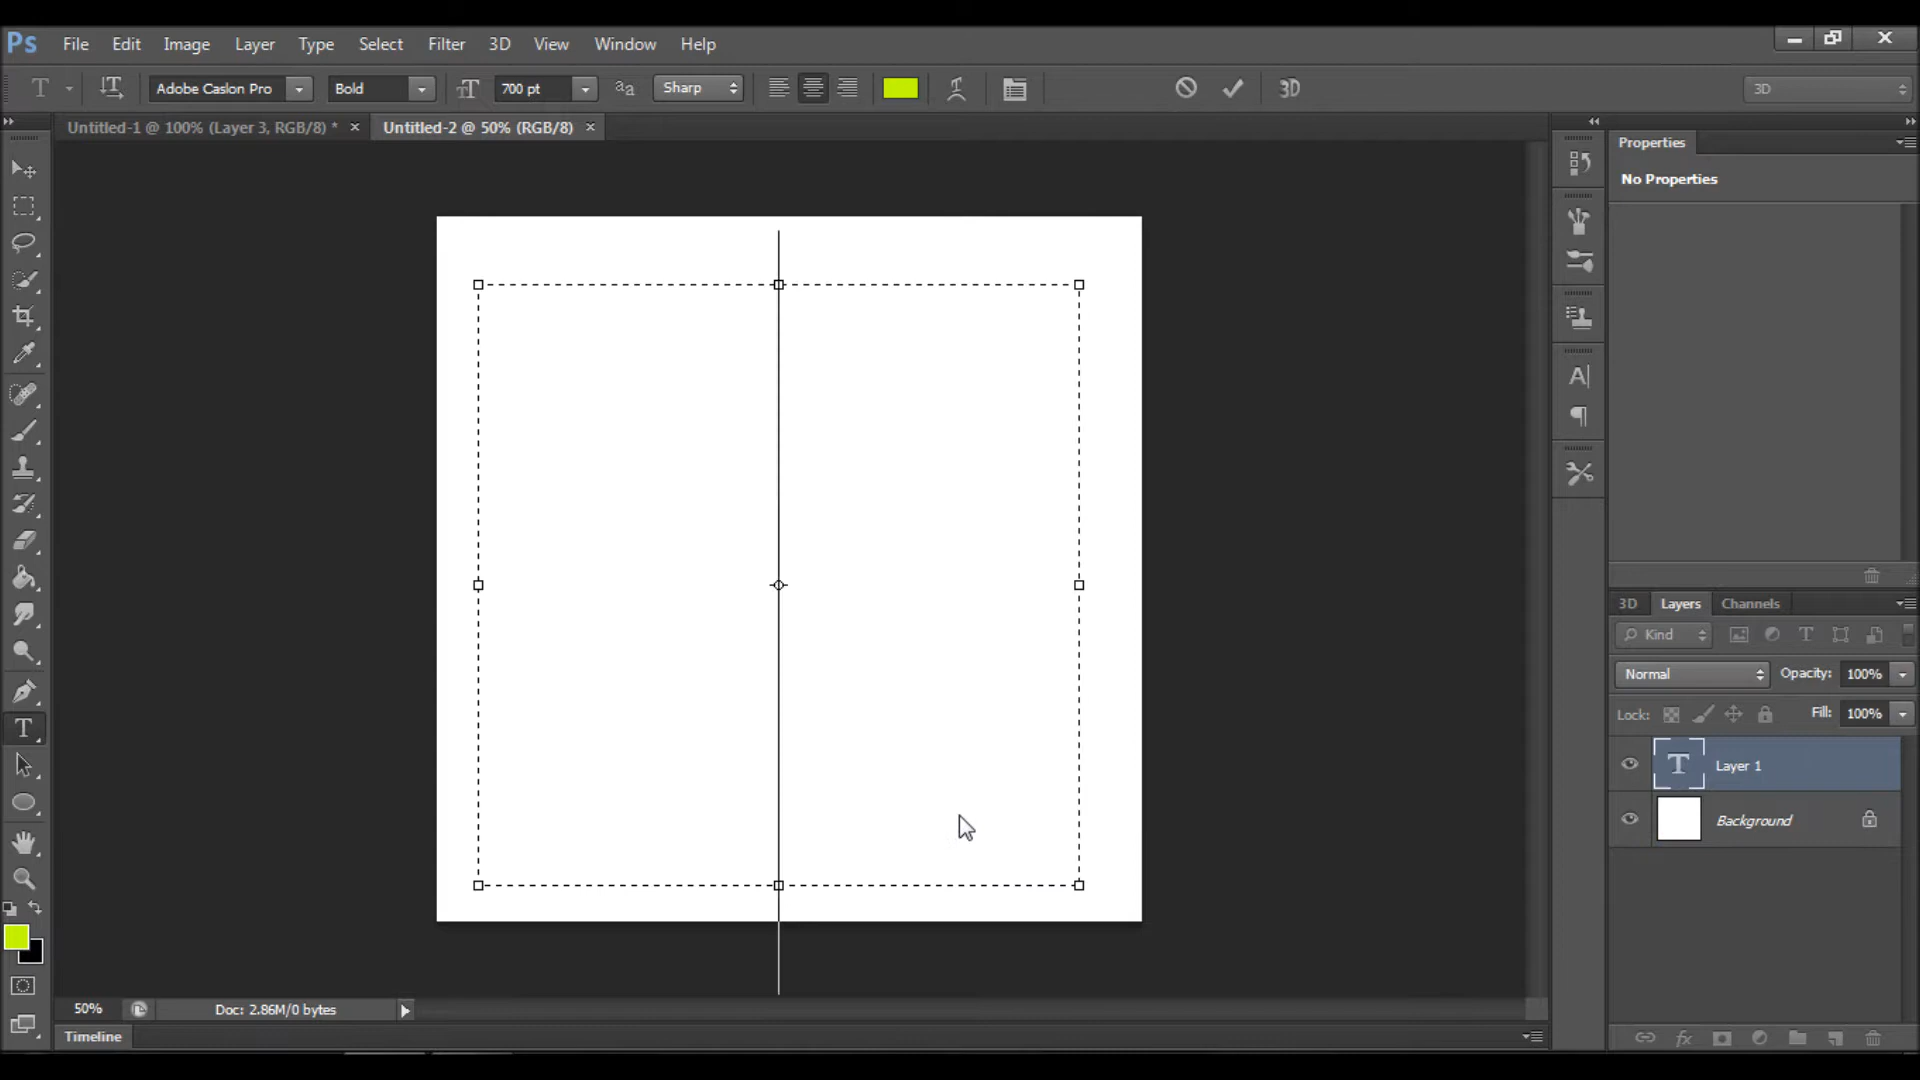 Ps File Edit Image Layer Type Select Filter 3D View Window Help
T Adobe Caslon Pro Bold 700 pt Sharp 3D 3D
Untitled-1 @ 100% (Layer 3, RGB/8) * × Untitled-2 @ 50% (RGB/8) ×
Properties
No Properties
3D Layers Channels
Kind
Normal Opacity: 100%
Lock: Fill: 100%
Layer 1
Background
50% Doc: 2.86M/0 bytes
Timeline